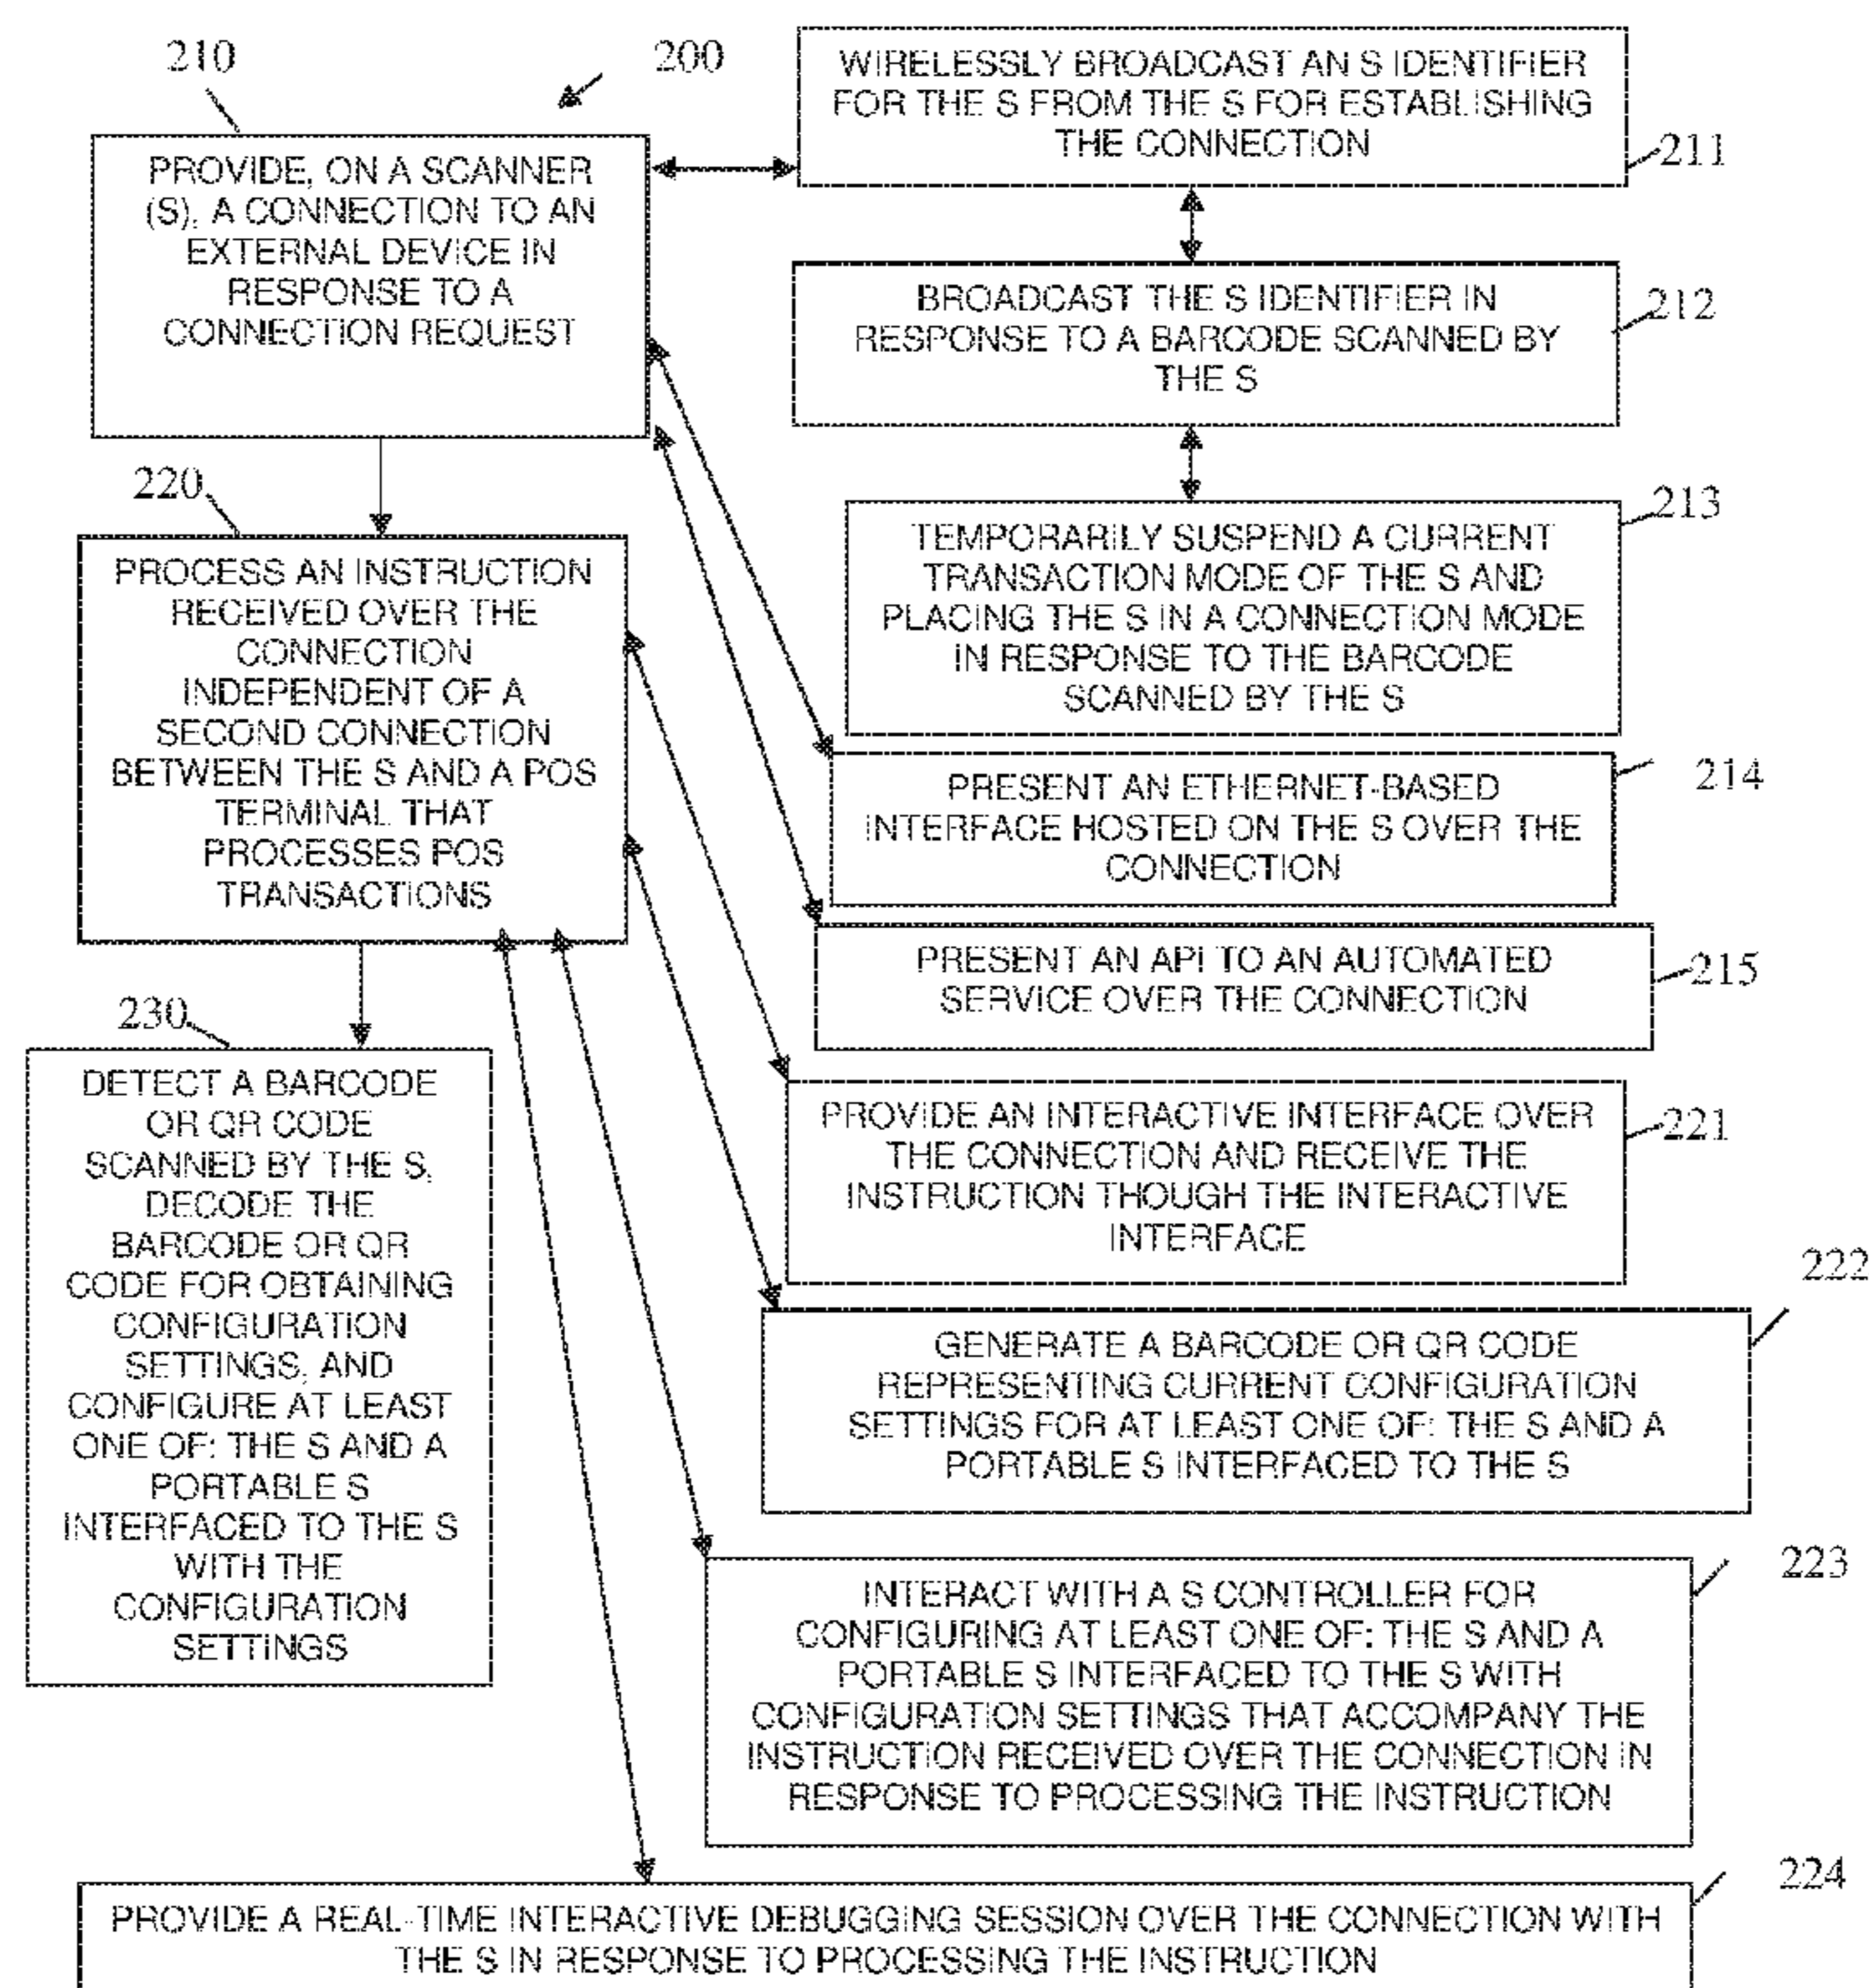 210
200
PROVIDE, ON A SCANNER
(S), A CONNECTION TO AN
EXTERNAL DEVICE IN
RESPONSE TO A
CONNECTION REQUEST
WIRELESSLY BROADCAST AN S IDENTIFIER
FOR THE S FROM THE S FOR ESTABLISHING
THE CONNECTION
211
BROADCAST THE S IDENTIFIER IN
RESPONSE TO A BARCODE SCANNED BY
THE S
212
TEMPORARILY SUSPEND A CURRENT
TRANSACTION MODE OF THE S AND
PLACING THE S IN A CONNECTION MODE
IN RESPONSE TO THE BARCODE
SCANNED BY THE S
213
PRESENT AN ETHERNET-BASED
INTERFACE HOSTED ON THE S OVER THE
CONNECTION
214
PRESENT AN API TO AN AUTOMATED
SERVICE OVER THE CONNECTION
215
220
PROCESS AN INSTRUCTION
RECEIVED OVER THE
CONNECTION
INDEPENDENT OF A
SECOND CONNECTION
BETWEEN THE S AND A POS
TERMINAL THAT
PROCESSES POS
TRANSACTIONS
PROVIDE AN INTERACTIVE INTERFACE OVER
THE CONNECTION AND RECEIVE THE
INSTRUCTION THOUGH THE INTERACTIVE
INTERFACE
221
GENERATE A BARCODE OR QR CODE
REPRESENTING CURRENT CONFIGURATION
SETTINGS FOR AT LEAST ONE OF: THE S AND A
PORTABLE S INTERFACED TO THE S
222
INTERACT WITH A S CONTROLLER FOR
CONFIGURING AT LEAST ONE OF: THE S AND A
PORTABLE S INTERFACED TO THE S WITH
CONFIGURATION SETTINGS THAT ACCOMPANY THE
INSTRUCTION RECEIVED OVER THE CONNECTION IN
RESPONSE TO PROCESSING THE INSTRUCTION
223
230
DETECT A BARCODE
OR QR CODE
SCANNED BY THE S,
DECODE THE
BARCODE OR QR
CODE FOR OBTAINING
CONFIGURATION
SETTINGS, AND
CONFIGURE AT LEAST
ONE OF: THE S AND A
PORTABLE S
INTERFACED TO THE S
WITH THE
CONFIGURATION
SETTINGS
224
PROVIDE A REAL-TIME INTERACTIVE DEBUGGING SESSION OVER THE CONNECTION WITH
THE S IN RESPONSE TO PROCESSING THE INSTRUCTION